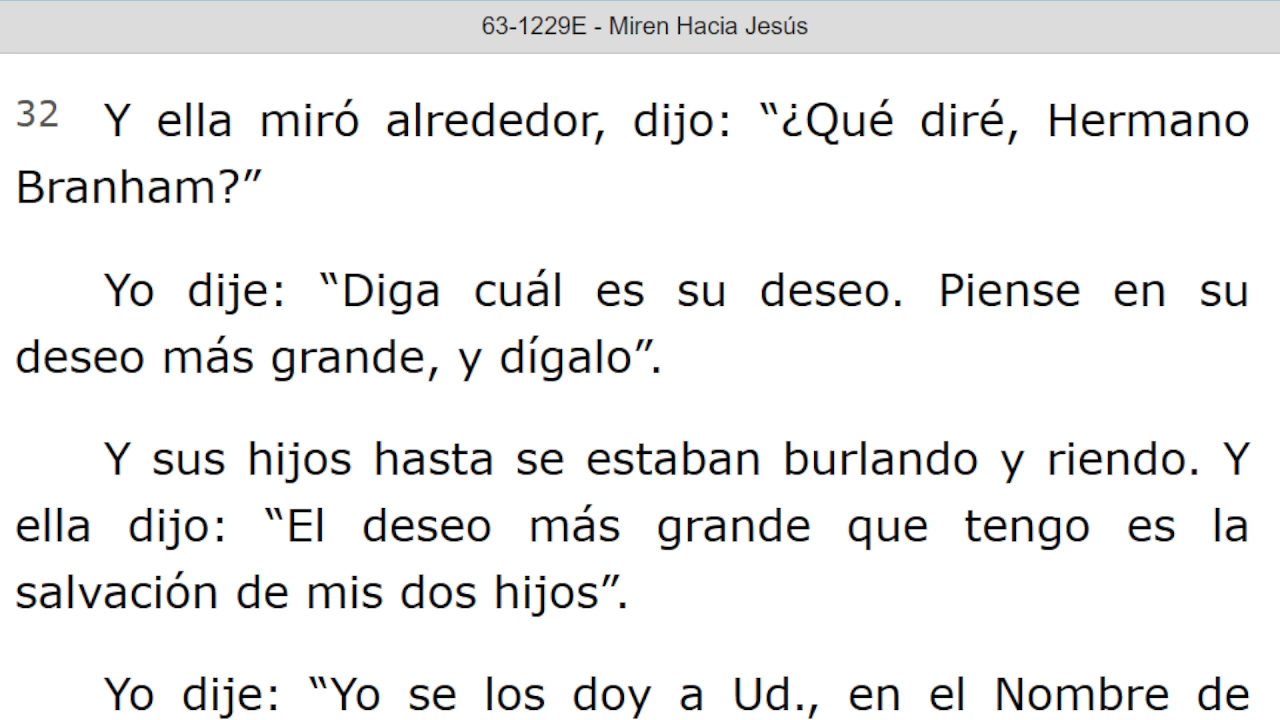 63-1229E - Miren Hacia Jesús
32 Y ella miró alrededor, dijo: “¿Qué diré, Hermano
Branham?”
Yo dije: “Diga cuál es su deseo. Piense en su
deseo más grande, y dígalo”.
Y sus hijos hasta se estaban burlando y riendo. Y
ella dijo: “El deseo más grande que tengo es la
salvación de mis dos hijos”.
Yo dije: “Yo se los doy a Ud., en el Nombre de